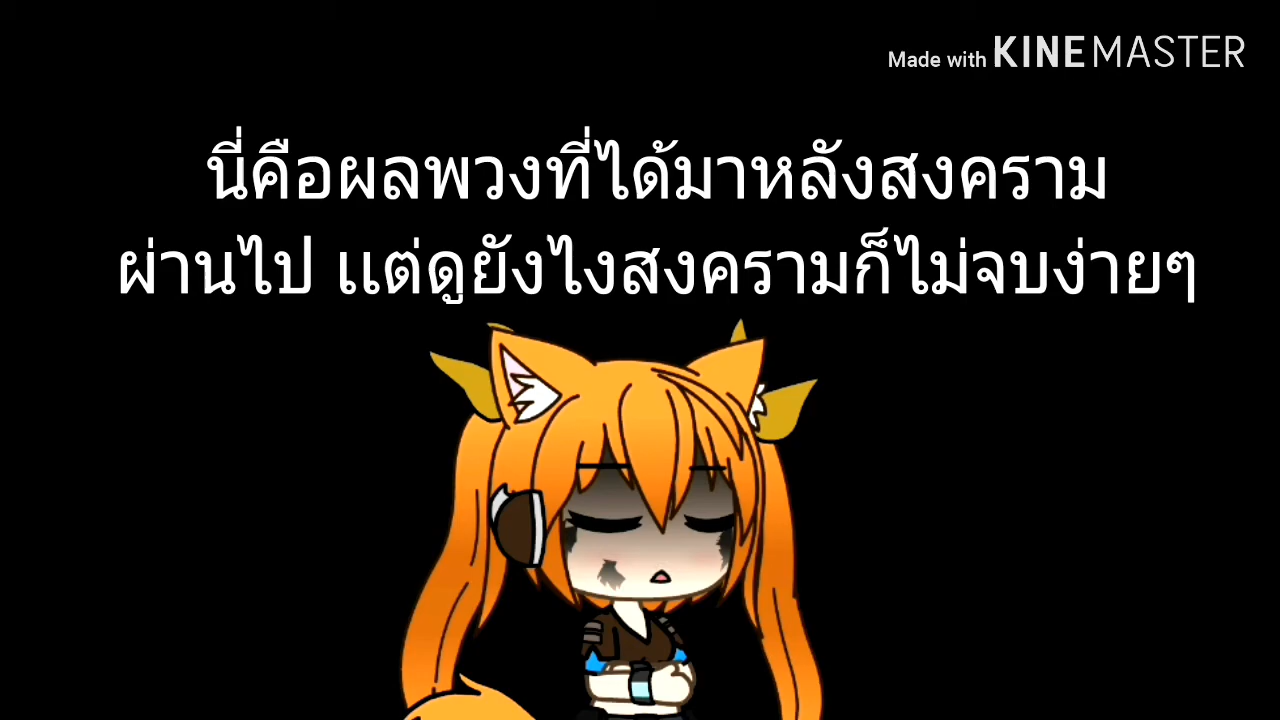 Made with KINEMASTER
นี่คือผลพวงที่ได้มาหลังสงคราม
ผ่านไป แต่ดูยังไงสงครามก็ไม่จบง่ายๆ